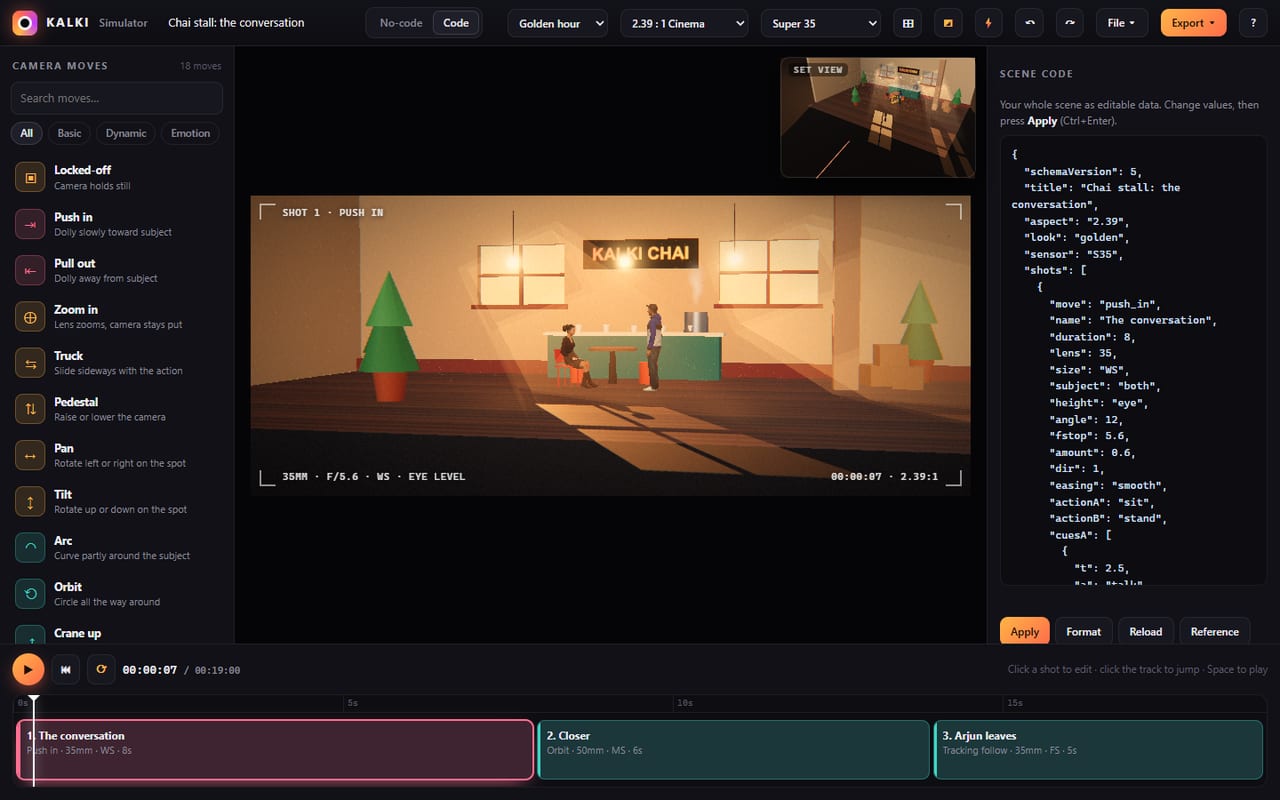 KALKI Simulator Chai stall: the conversation No-code Code Golden hour 2.39 : 1 Cinema Super 35 File Export ?
CAMERA MOVES 18 moves
Search moves...
All Basic Dynamic Emotion
Locked-off
Camera holds still
Push in
Dolly slowly toward subject
Pull out
Dolly away from subject
Zoom in
Lens zooms, camera stays put
Truck
Slide sideways with the action
Pedestal
Raise or lower the camera
Pan
Rotate left or right on the spot
Tilt
Rotate up or down on the spot
Arc
Curve partly around the subject
Orbit
Circle all the way around
Crane up
SET VIEW
SHOT 1 · PUSH IN
KALKI CHAI
35MM · F/5.6 · WS · EYE LEVEL 00:00:07 · 2.39:1
SCENE CODE
Your whole scene as editable data. Change values, then
press Apply (Ctrl+Enter).
{
"schemaVersion": 5,
"title": "Chai stall: the
conversation",
"aspect": "2.39",
"look": "golden",
"sensor": "S35",
"shots": [
{
"move": "push_in",
"name": "The conversation",
"duration": 8,
"lens": 35,
"size": "WS",
"subject": "both",
"height": "eye",
"angle": 12,
"fstop": 5.6,
"amount": 0.6,
"dir": 1,
"easing": "smooth",
"actionA": "sit",
"actionB": "stand",
"cuesA": [
{
"t": 2.5,
Apply Format Reload Reference
00:00:07 / 00:19:00 Click a shot to edit · click the track to jump · Space to play
0s 5s 10s 15s
1. The conversation
Push in · 35mm · WS · 8s
2. Closer
Orbit · 50mm · MS · 6s
3. Arjun leaves
Tracking follow · 35mm · FS · 5s